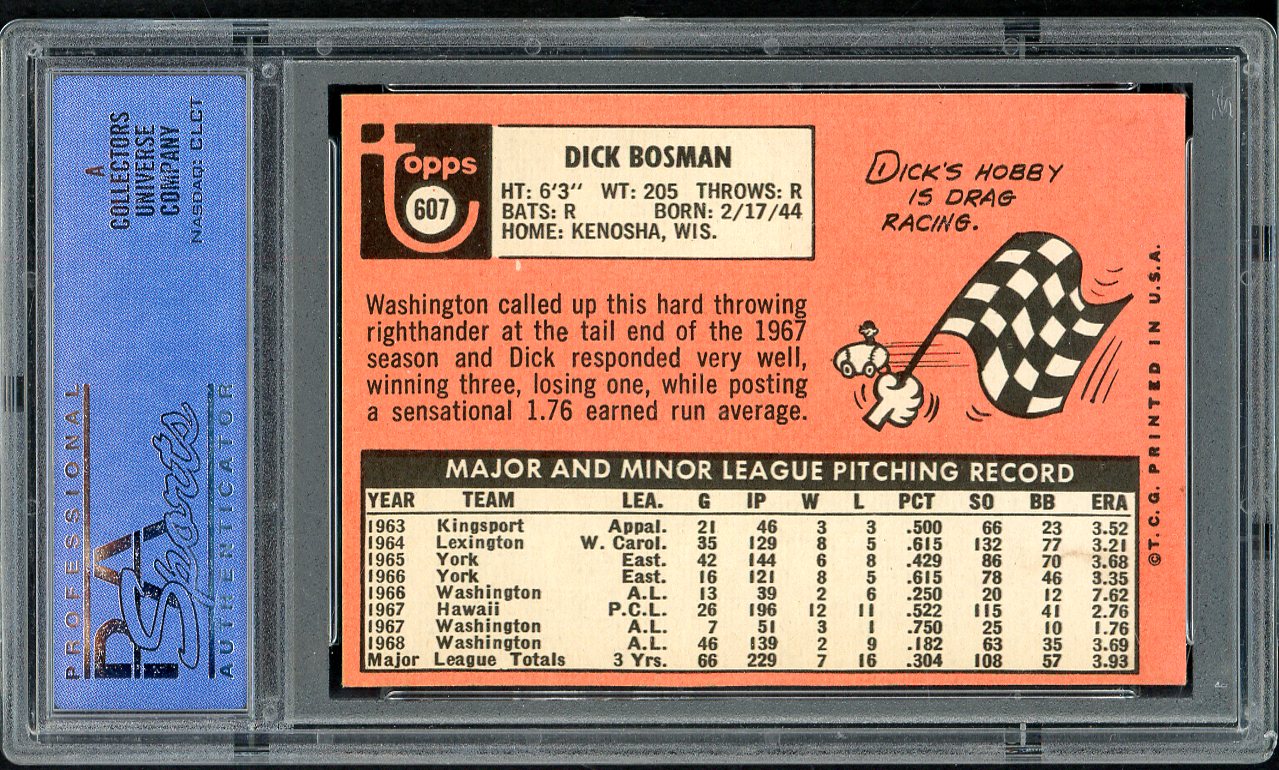 A
COLLECTORS
UNIVERSE
COMPANY
NASDAQ: CLCT
PSA
Sports
AUTHENTICATOR
Topps
607
DICK BOSMAN
HT: 6'3" WT: 205 THROWS: R
BATS: R BORN: 2/17/44
HOME: KENOSHA, WIS.
DICK'S HOBBY
IS DRAG
RACING.
Washington called up this hard throwing
righthander at the tail end of the 1967
season and Dick responded very well,
winning three, losing one, while posting
a sensational 1.76 earned run average.
MAJOR AND MINOR LEAGUE PITCHING RECORD
YEAR TEAM LEA. G IP W L PCT SO BB ERA
1963 Kingsport Appal. 21 46 3 3 .500 66 23 3.52
1964 Lexington W. Carol. 35 129 8 5 .615 132 77 3.21
1965 York East. 42 144 6 8 .429 86 70 3.68
1966 York East. 16 121 8 5 .615 78 46 3.35
1966 Washington A.L. 13 39 2 6 .250 20 12 7.62
1967 Hawaii P.C.L. 26 196 12 11 .522 115 41 2.76
1967 Washington A.L. 7 51 3 1 .750 25 10 1.76
1968 Washington A.L. 46 139 2 9 .182 63 35 3.69
Major League Totals 3 Yrs. 66 229 7 16 .304 108 57 3.93
©T.C.G. PRINTED IN U.S.A.